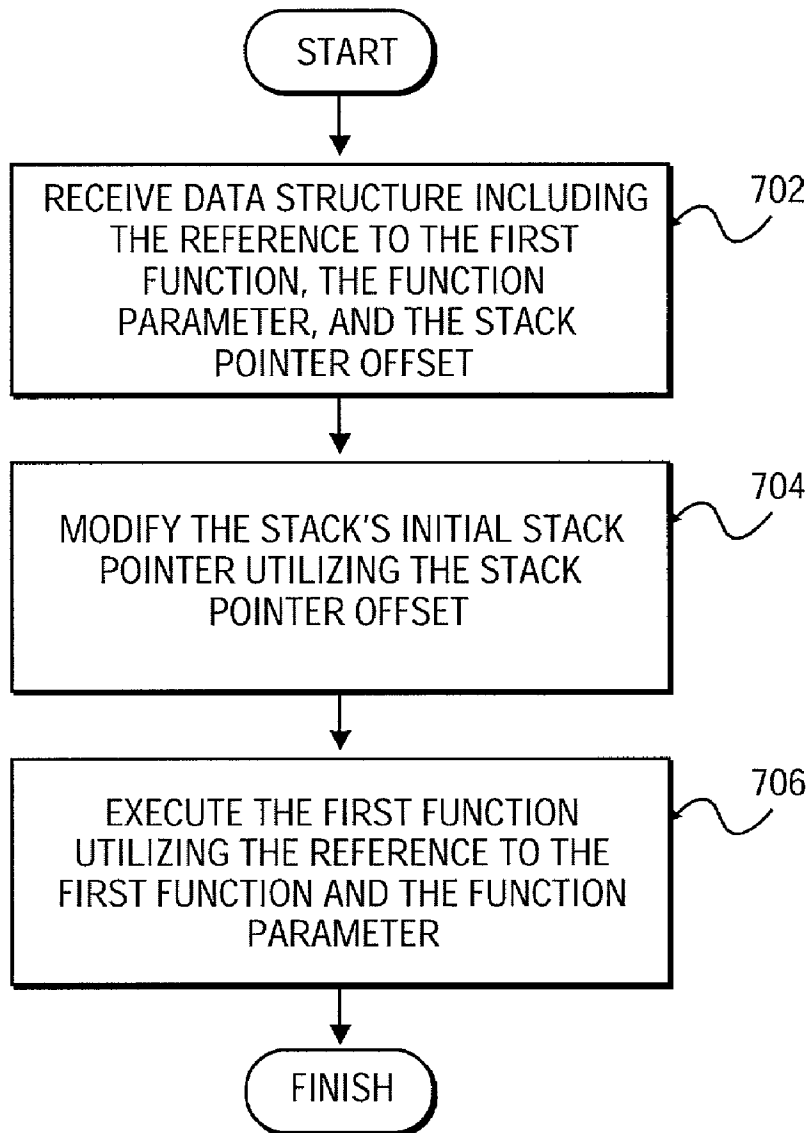 START
RECEIVE DATA STRUCTURE INCLUDING
THE REFERENCE TO THE FIRST
FUNCTION, THE FUNCTION
PARAMETER, AND THE STACK
POINTER OFFSET
702
MODIFY THE STACK'S INITIAL STACK
POINTER UTILIZING THE STACK
POINTER OFFSET
704
EXECUTE THE FIRST FUNCTION
UTILIZING THE REFERENCE TO THE
FIRST FUNCTION AND THE FUNCTION
PARAMETER
706
FINISH